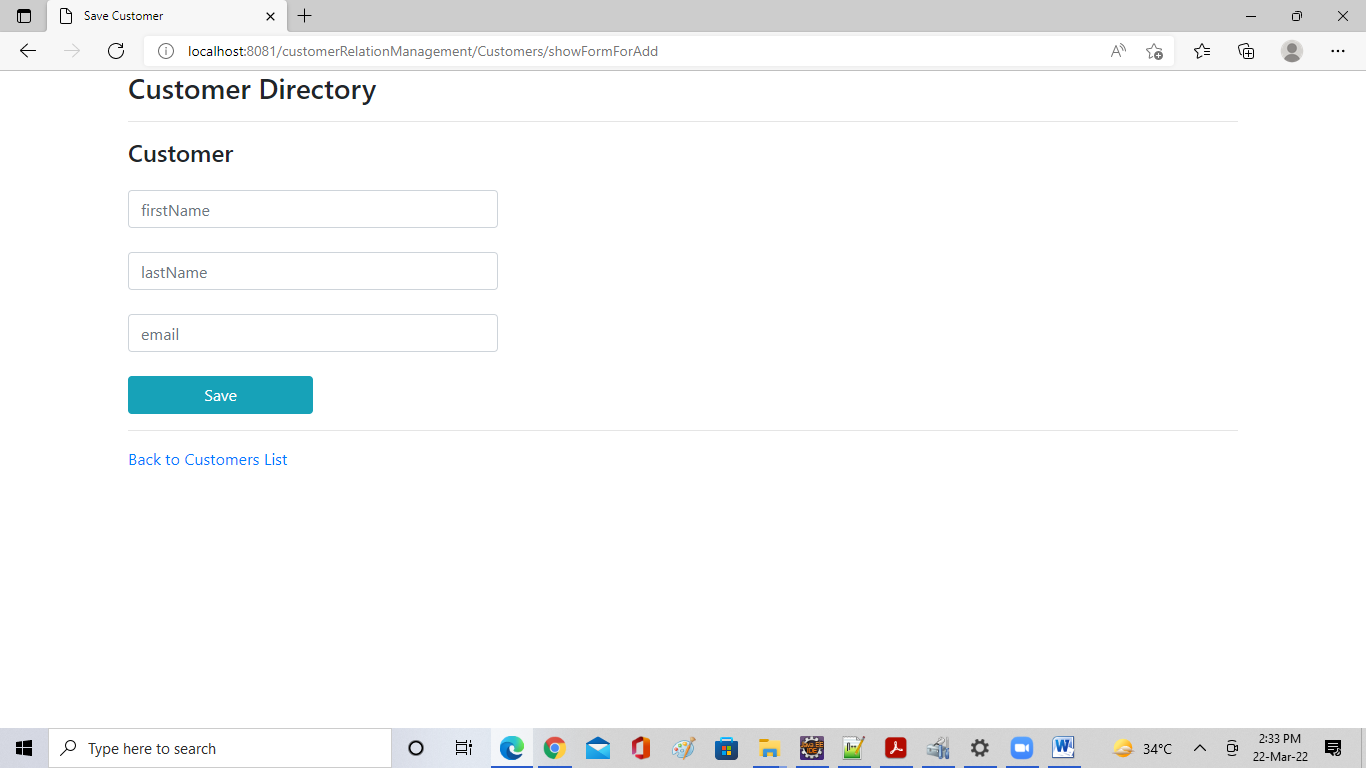 Save Customer
localhost:8081/customerRelationManagement/Customers/showFormForAdd
Customer Directory
Customer
firstName
lastName
email
Save
Back to Customers List
Type here to search
34°C
2:33 PM
22-Mar-22